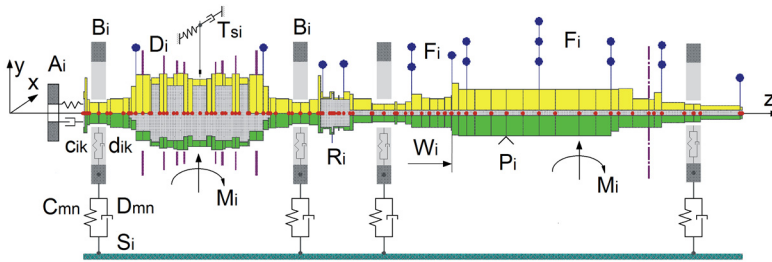 Bi Di Tsi Bi Fi Fi
y Ai
x
z
cik dik
Ri Wi Pi
Mi Mi
Cmn Dmn
Si